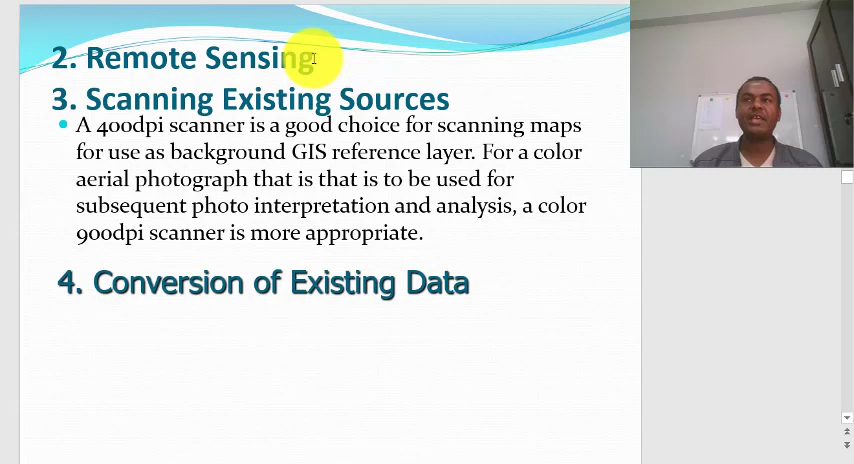 2. Remote Sensing
3. Scanning Existing Sources
A 400dpi scanner is a good choice for scanning maps
for use as background GIS reference layer. For a color
aerial photograph that is that is to be used for
subsequent photo interpretation and analysis, a color
900dpi scanner is more appropriate.
4. Conversion of Existing Data